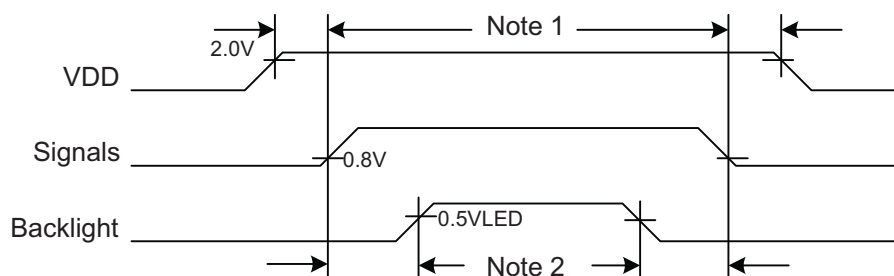 Note 1
2.0V
VDD
Signals
0.8V
Backlight
0.5VLED
Note 2